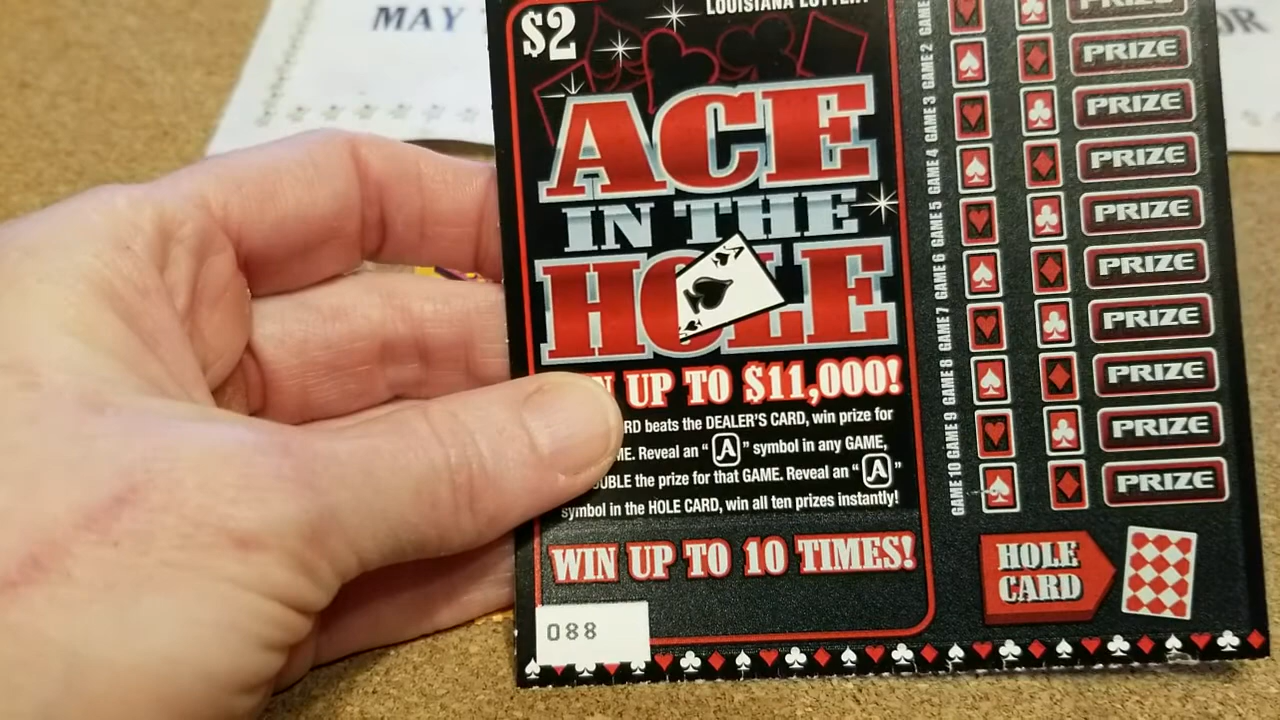 MAY
OR
$2
LOUISIANA LOTTERY
ACE
IN THE
HOLE
A
UP TO $11,000!
beats the DEALER'S CARD, win prize for
Reveal an "A" symbol in any GAME,
the prize for that GAME. Reveal an "A"
symbol in the HOLE CARD, win all ten prizes instantly!
WIN UP TO 10 TIMES!
088
GAME
PRIZE
GAME 2 PRIZE
GAME 3 PRIZE
GAME 4 PRIZE
GAME 5 PRIZE
GAME 6 PRIZE
GAME 7 PRIZE
GAME 8 PRIZE
GAME 9 PRIZE
GAME 10 PRIZE
HOLE
CARD